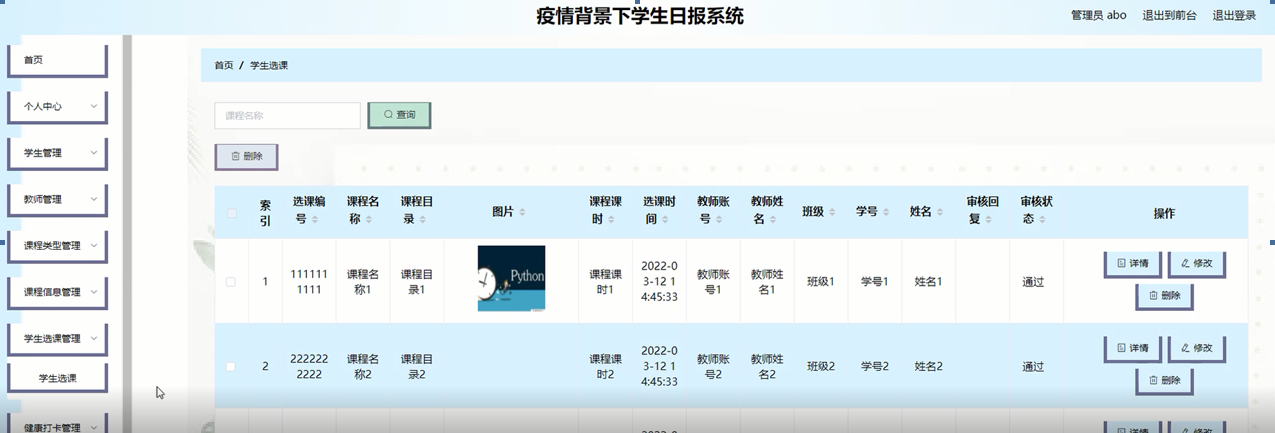 疫情背景下学生日报系统
管理员 abo 退出到前台 退出登录
首页
个人中心
学生管理
教师管理
课程类型管理
课程信息管理
学生选课管理
学生选课
健康打卡管理
首页 / 学生选课
课程名称 查询
删除
索引 选课编号 课程名称 课程目录 图片 课程课时 选课时间 教师账号 教师姓名 班级 学号 姓名 审核回复 审核状态 操作
1 11111111111 课程名称1 课程目录1 Python 课程课时1 2022-03-12 14:45:33 教师账号1 教师姓名1 班级1 学号1 姓名1 通过 详情 修改
删除
2 2222222222 课程名称2 课程目录2 课程课时2 2022-03-12 14:45:33 教师账号2 教师姓名2 班级2 学号2 姓名2 通过 详情 修改
删除
详情 修改